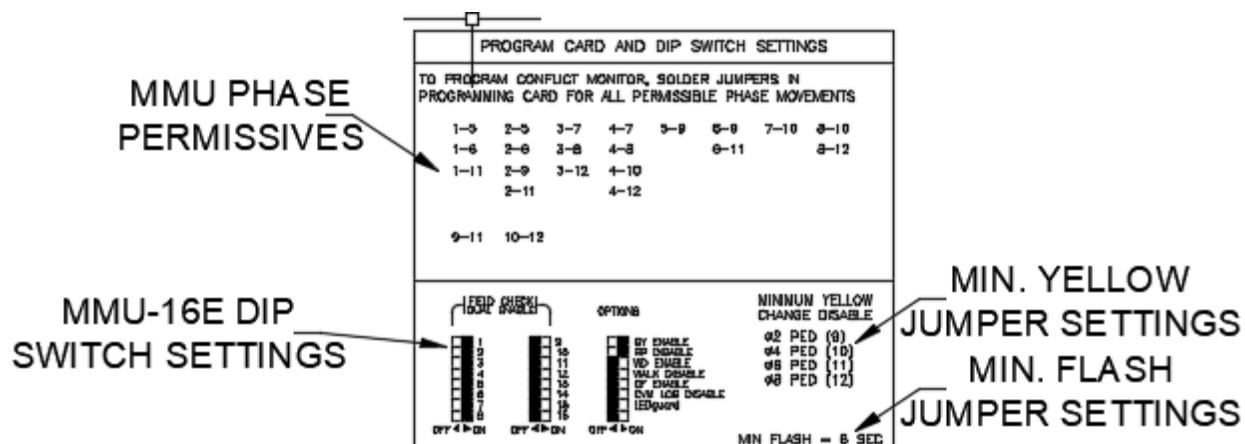 PROGRAM CARD AND DIP SWITCH SETTINGS
TO PROGRAM CONFLICT MONITOR, SOLDER JUMPERS IN
PROGRAMMING CARD FOR ALL PERMISSIBLE PHASE MOVEMENTS
MMU PHASE
PERMISSIVES
1-5 2-5 3-7 4-7 5-9 6-9 7-10 8-10
1-6 2-6 3-8 4-8 6-11 8-12
1-11 2-9 3-12 4-10
2-11 4-12
9-11 10-12
MMU-16E DIP
SWITCH SETTINGS
FIELD CHECK
DUAL ENABLE
1
2
3
4
5
6
7
8
OFF ON
9
10
11
12
13
14
15
OFF ON
OPTIONS
GY ENABLE
RP DISABLE
WD ENABLE
WALK DISABLE
CVM LOG DISABLE
LEDguard
OFF ON
MINIMUM YELLOW
CHANGE DISABLE
ø2 PED (9)
ø4 PED (10)
ø6 PED (11)
ø8 PED (12)
MIN FLASH = 6 SEC
MIN. YELLOW
JUMPER SETTINGS
MIN. FLASH
JUMPER SETTINGS